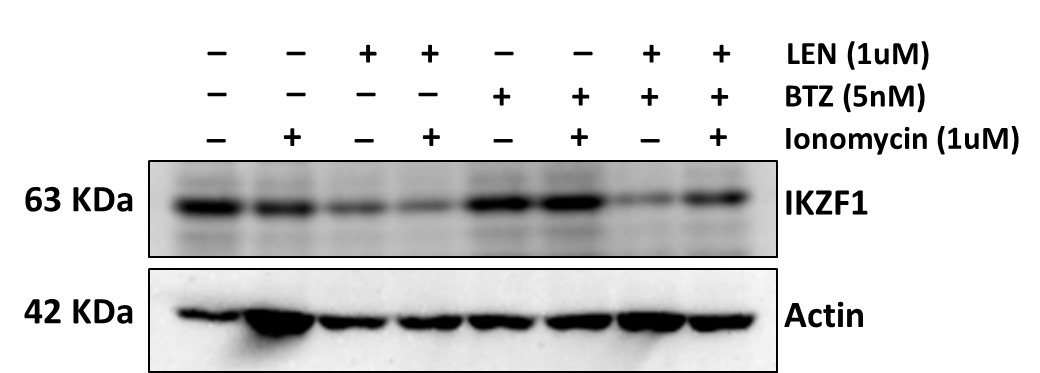 – – + + – – + + LEN (1uM)
– – – – + + + + BTZ (5nM)
– + – + – + – + Ionomycin (1uM)
63 KDa IKZF1
42 KDa Actin